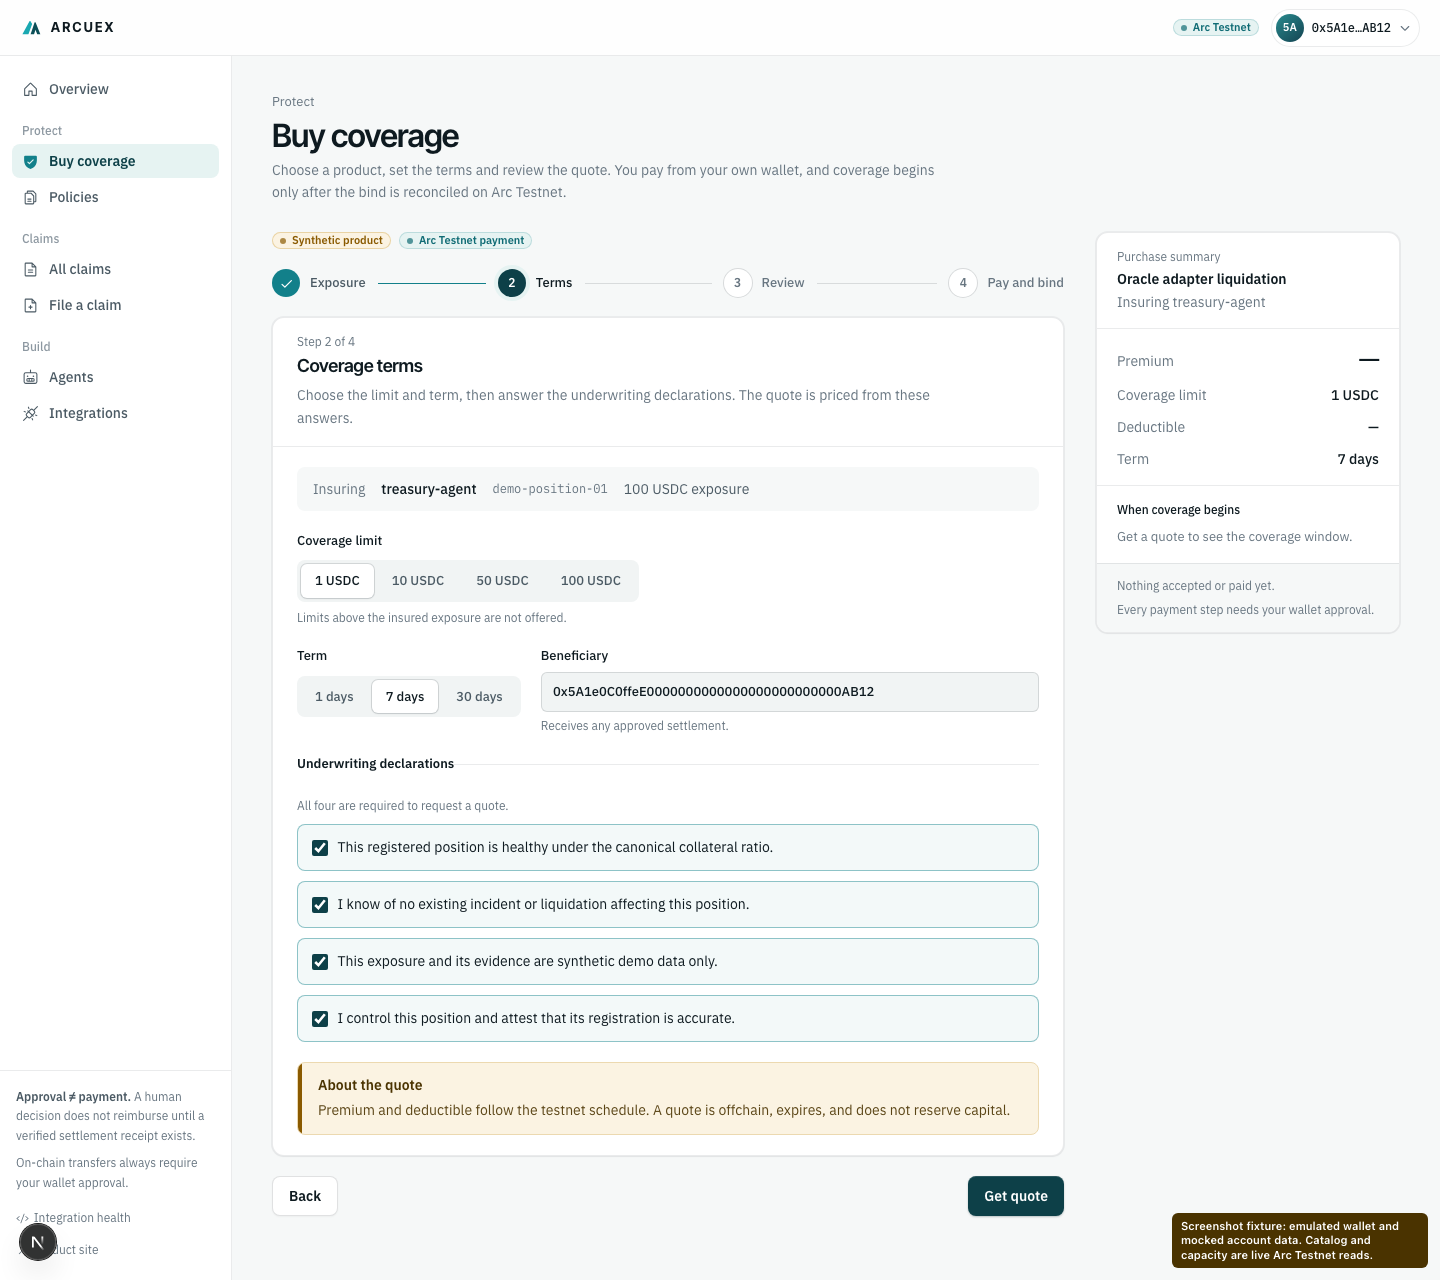 ARCUEX
Arc Testnet
5A
0x5A1e…AB12
Overview
Protect
Buy coverage
Policies
Claims
All claims
File a claim
Build
Agents
Integrations
Approval ≠ payment. A human
decision does not reimburse until a
verified settlement receipt exists.
On-chain transfers always require
your wallet approval.
Integration health
N
duct site
Protect
Buy coverage
Choose a product, set the terms and review the quote. You pay from your own wallet, and coverage begins
only after the bind is reconciled on Arc Testnet.
Synthetic product
Arc Testnet payment
Exposure
2 Terms
3 Review
4 Pay and bind
Step 2 of 4
Coverage terms
Choose the limit and term, then answer the underwriting declarations. The quote is priced from these
answers.
Insuring treasury-agent demo-position-01 100 USDC exposure
Coverage limit
1 USDC 10 USDC 50 USDC 100 USDC
Limits above the insured exposure are not offered.
Term
1 days 7 days 30 days
Beneficiary
0x5A1e0C0ffeE0000000000000000000000000AB12
Receives any approved settlement.
Underwriting declarations
All four are required to request a quote.
This registered position is healthy under the canonical collateral ratio.
I know of no existing incident or liquidation affecting this position.
This exposure and its evidence are synthetic demo data only.
I control this position and attest that its registration is accurate.
About the quote
Premium and deductible follow the testnet schedule. A quote is offchain, expires, and does not reserve capital.
Back
Get quote
Purchase summary
Oracle adapter liquidation
Insuring treasury-agent
Premium —
Coverage limit 1 USDC
Deductible —
Term 7 days
When coverage begins
Get a quote to see the coverage window.
Nothing accepted or paid yet.
Every payment step needs your wallet approval.
Screenshot fixture: emulated wallet and
mocked account data. Catalog and
capacity are live Arc Testnet reads.